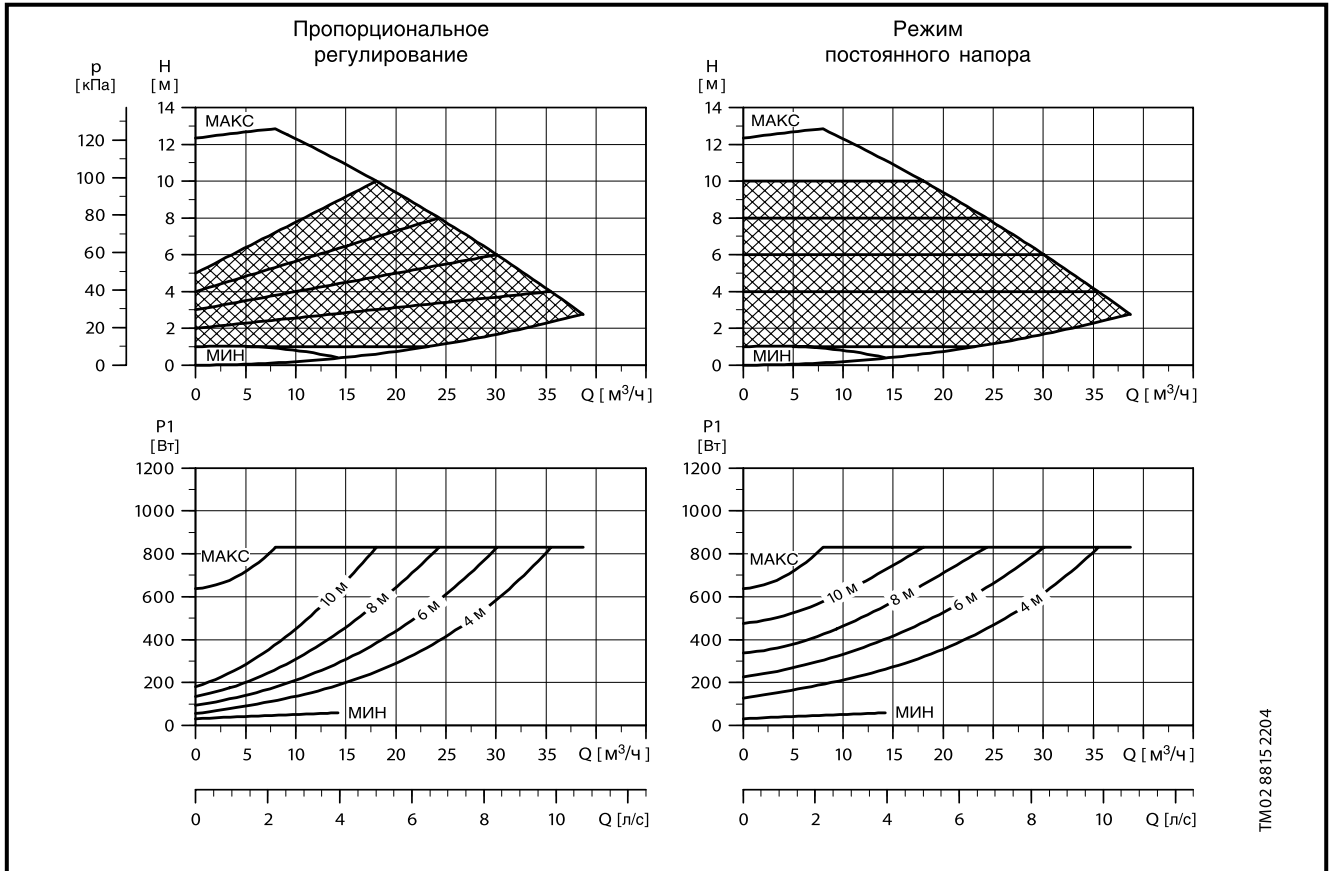 Пропорциональное
регулирование
Режим
постоянного напора
p
[кПа]
H
[м]
14
12
10
8
6
4
2
0
120
100
80
60
40
20
0
МАКС
МИН
0 5 10 15 20 25 30 35 Q [м³/ч]
H
[м]
14
12
10
8
6
4
2
0
МАКС
МИН
0 5 10 15 20 25 30 35 Q [м³/ч]
P1
[Вт]
1200
1000
800
600
400
200
0
МАКС
10 м
8 м
6 м
4 м
МИН
0 5 10 15 20 25 30 35 Q [м³/ч]
0 2 4 6 8 10 Q [л/с]
P1
[Вт]
1200
1000
800
600
400
200
0
МАКС
10 м
8 м
6 м
4 м
МИН
0 5 10 15 20 25 30 35 Q [м³/ч]
0 2 4 6 8 10 Q [л/с]
TM02 8815 2204